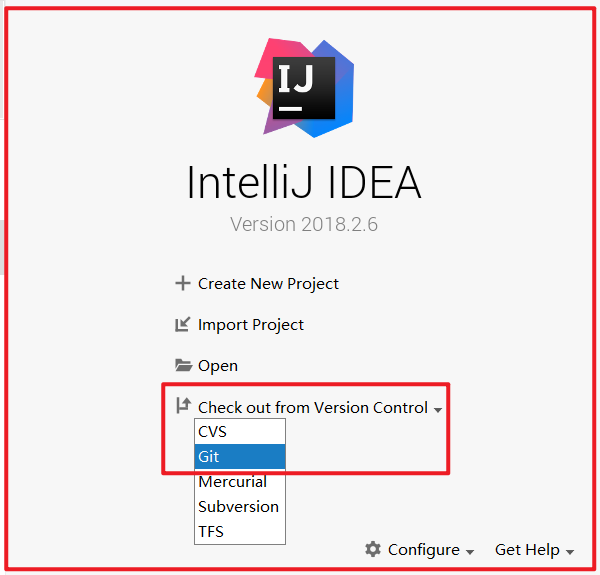 IJ
IntelliJ IDEA
Version 2018.2.6
Create New Project
Import Project
Open
Check out from Version Control
CVS
Git
Mercurial
Subversion
TFS
Configure Get Help